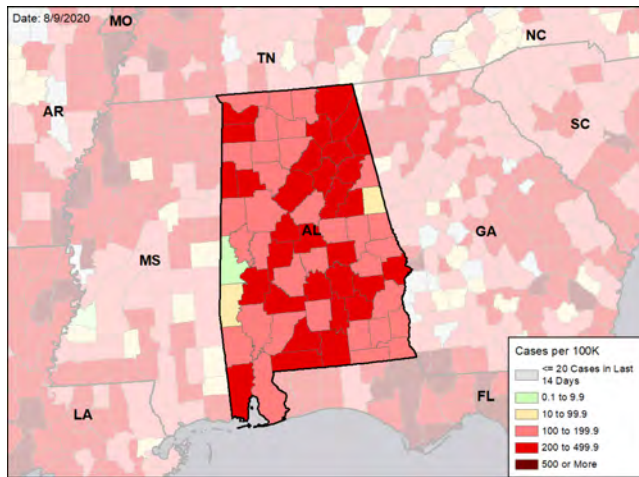 Date: 8/9/2020
MO
NC
TN
AR
SC
AL
GA
MS
Cases per 100K
<= 20 Cases in Last
14 Days
0.1 to 9.9
10 to 99.9
100 to 199.9
200 to 499.9
500 or More
FL
LA